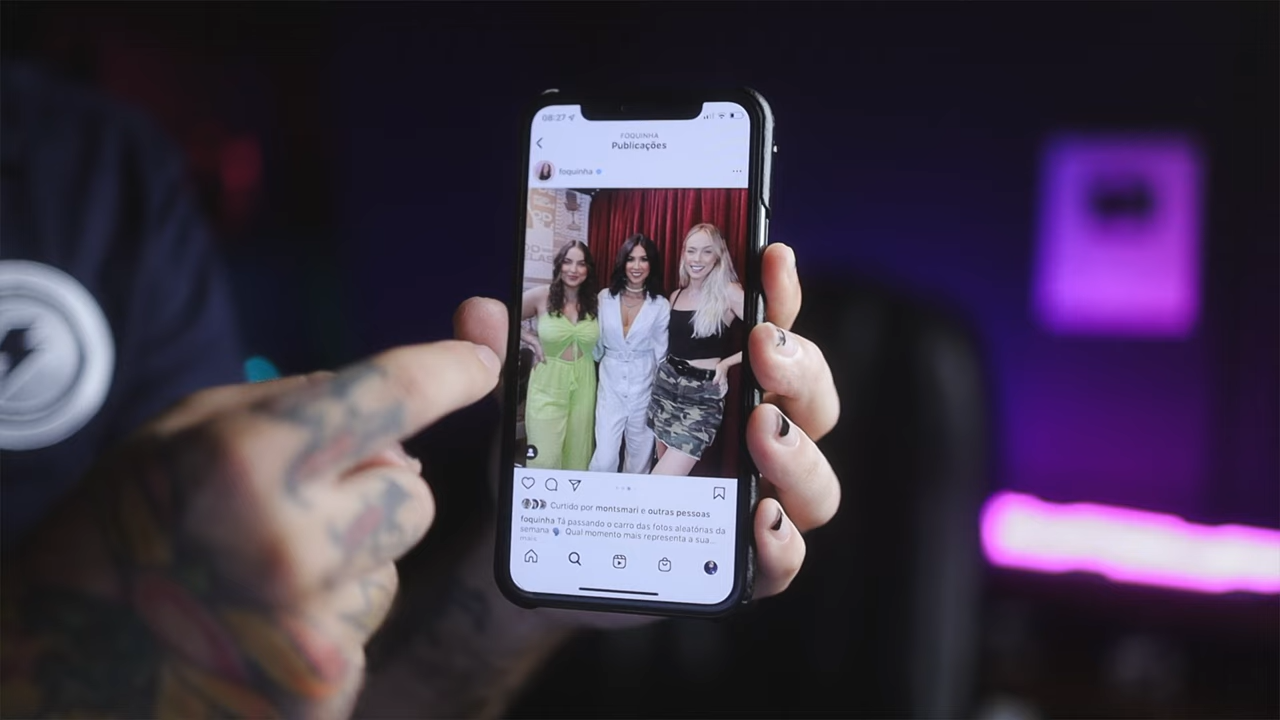 08:27
FOQUINHA
Publicações
foquinha
Curtido por montsmari e outras pessoas
foquinha Tá passando o carro das fotos aleatórias da
semana Qual momento mais representa a sua...
mais